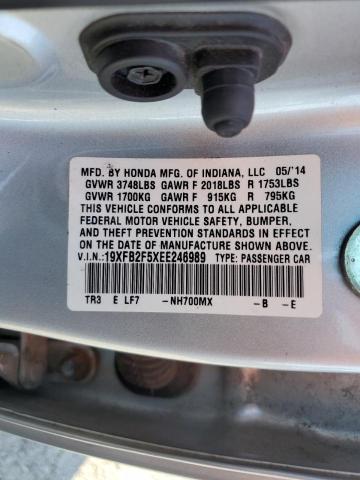 MFD. BY HONDA MFG. OF INDIANA, LLC 05/'14
GVWR 3748LBS GAWR F 2018LBS R 1753LBS
GVWR 1700KG GAWR F 915KG R 795KG
THIS VEHICLE CONFORMS TO ALL APPLICABLE
FEDERAL MOTOR VEHICLE SAFETY, BUMPER,
AND THEFT PREVENTION STANDARDS IN EFFECT
ON THE DATE OF MANUFACTURE SHOWN ABOVE.
V.I.N.:19XFB2F5XEE246989 TYPE: PASSENGER CAR
TR3 E LF7 -NH700MX -B -E